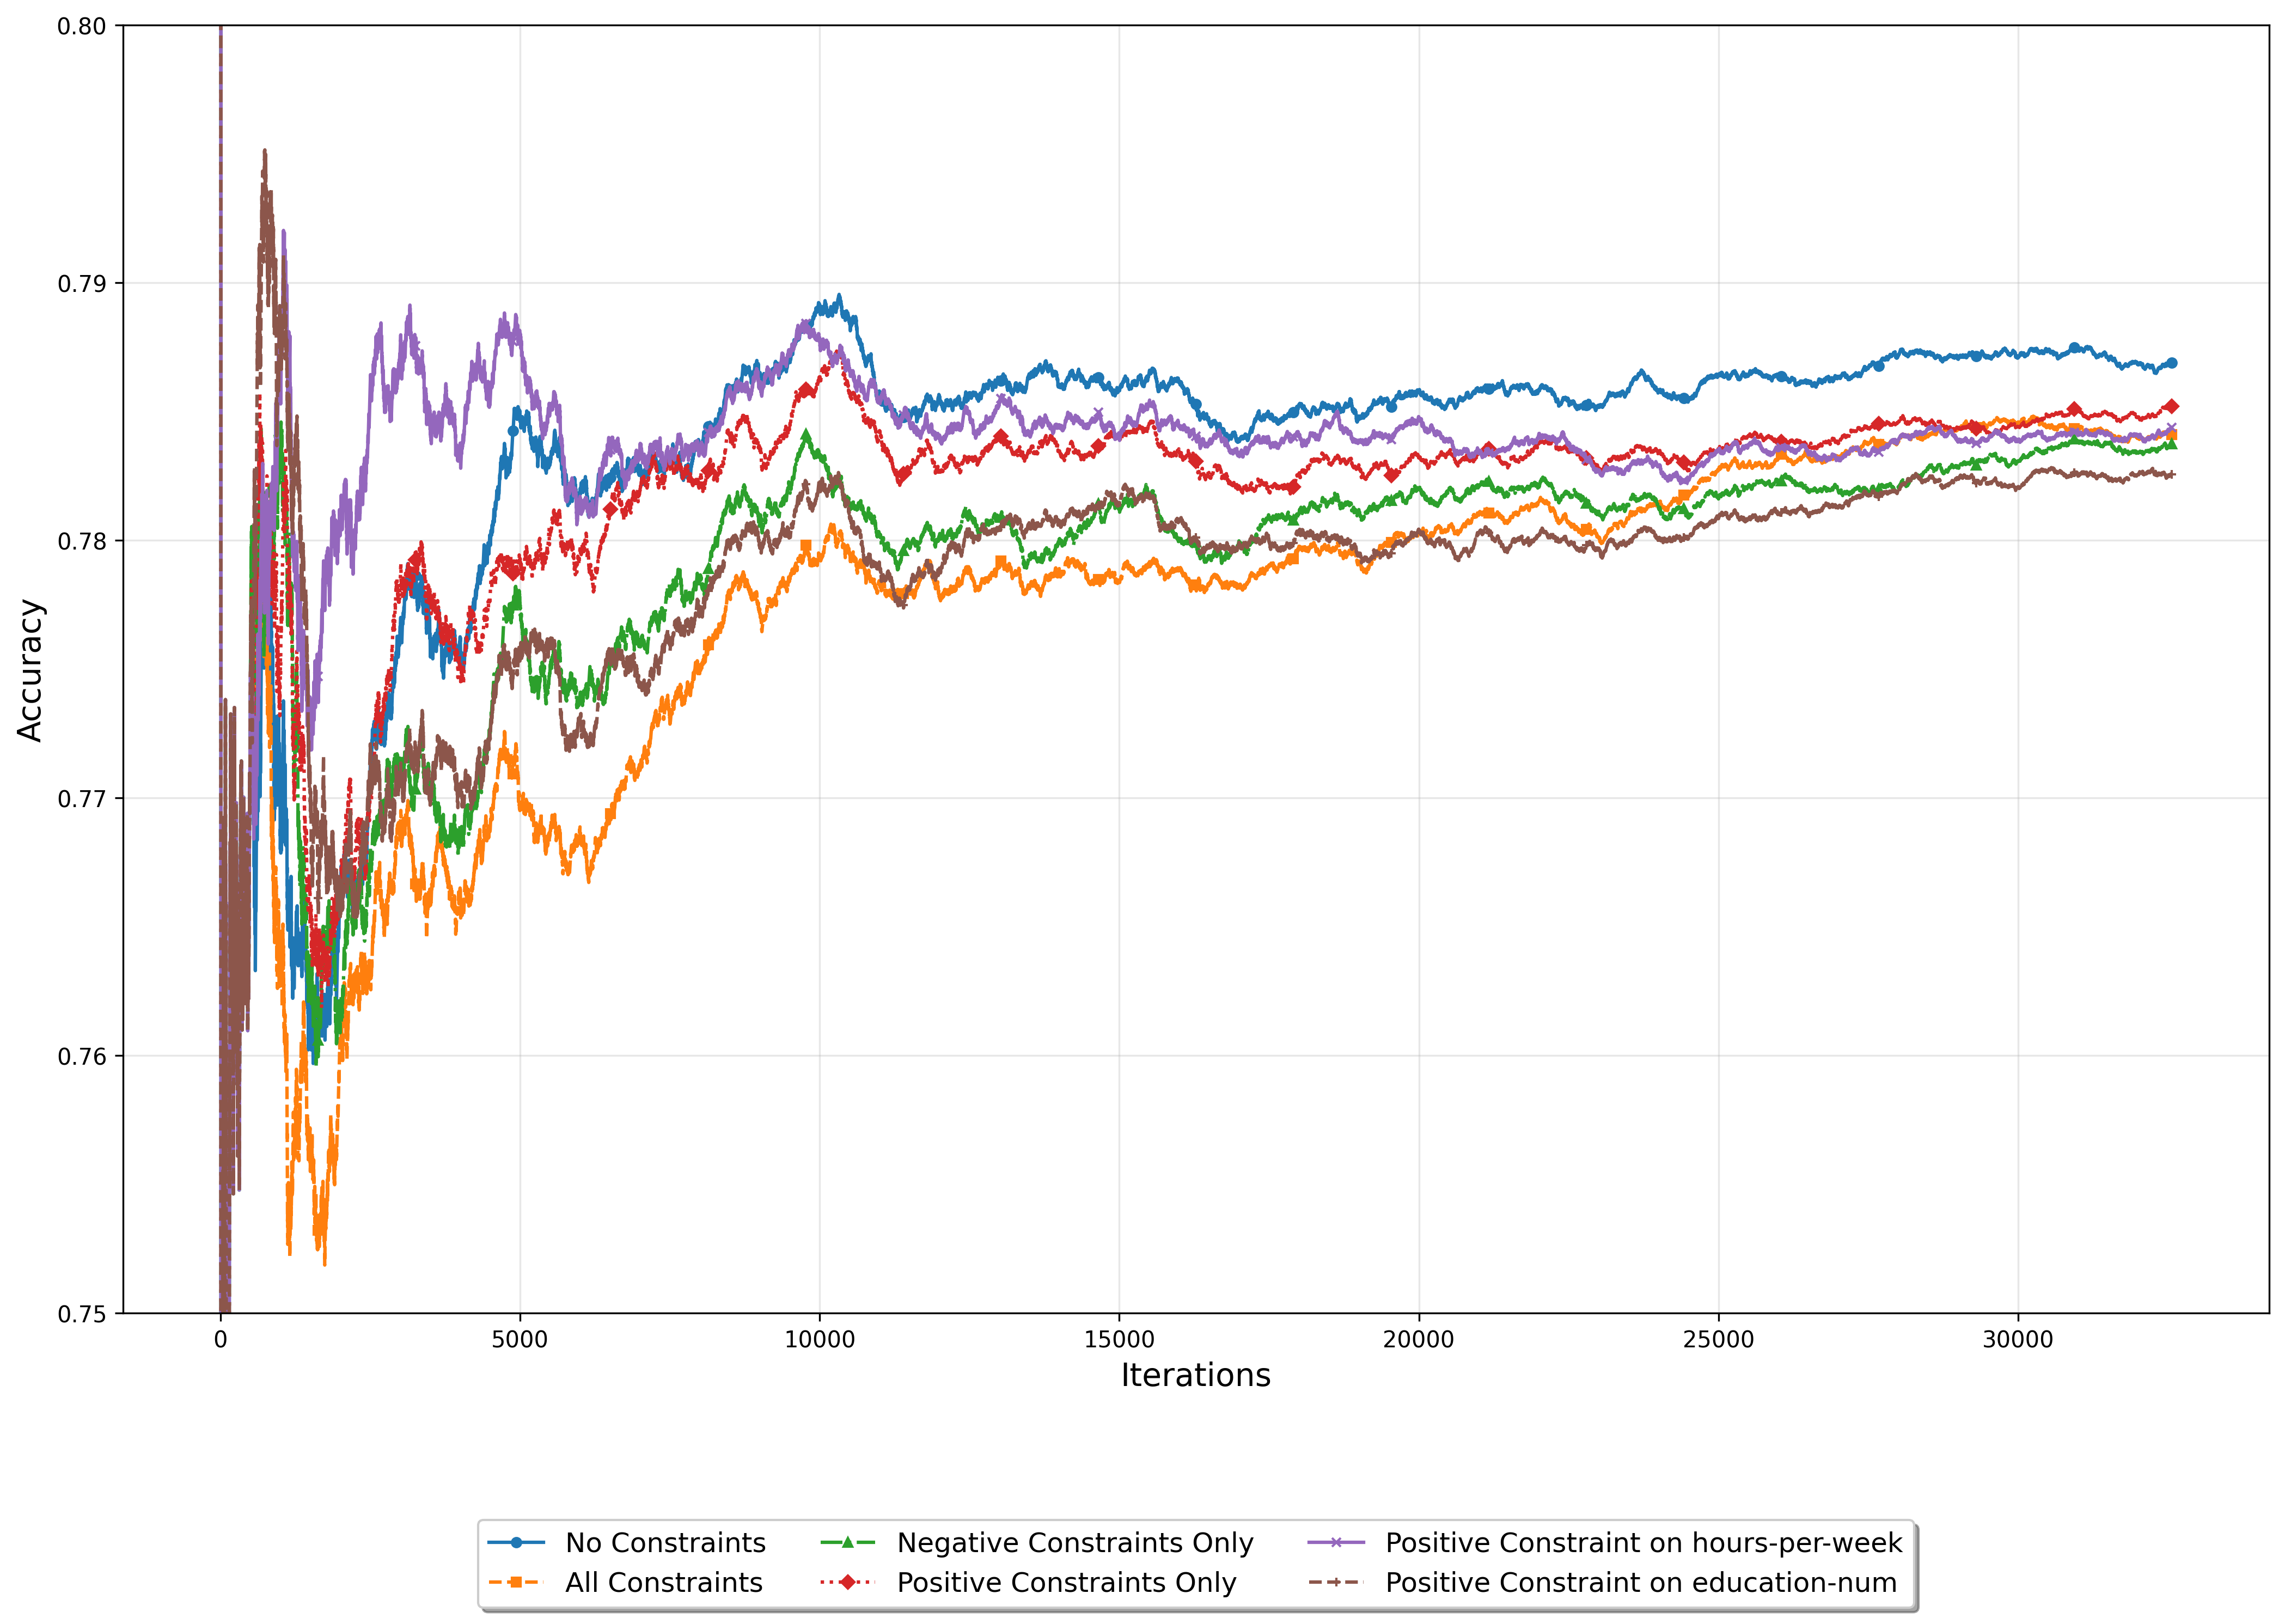 0.80
0.79
0.78
0.77
0.76
0.75
Accuracy
0 5000 10000 15000 20000 25000 30000
Iterations
No Constraints Negative Constraints Only Positive Constraint on hours-per-week
All Constraints Positive Constraints Only Positive Constraint on education-num